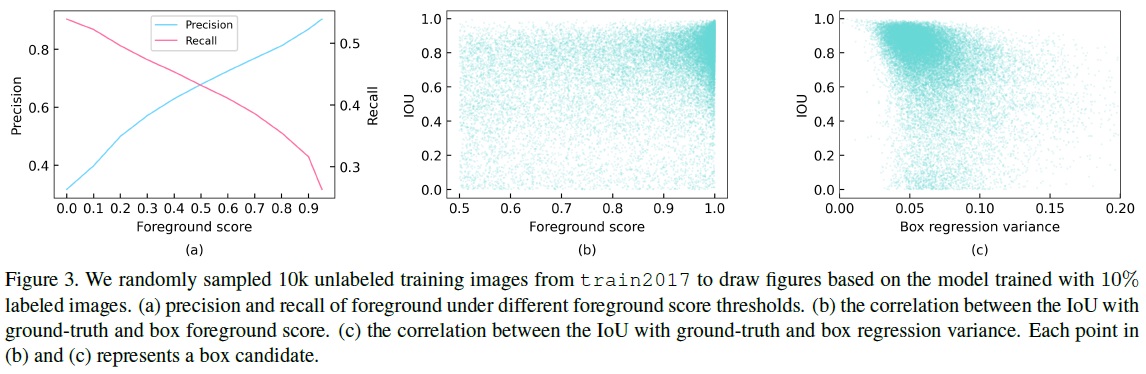 Precision
Recall
0.8
0.6
0.4
Precision
0.5
0.4
0.3
Recall
0.0 0.1 0.2 0.3 0.4 0.5 0.6 0.7 0.8 0.9
Foreground score
(a)
1.0
0.8
0.6
0.4
0.2
0.0
IOU
0.5 0.6 0.7 0.8 0.9 1.0
Foreground score
(b)
1.0
0.8
0.6
0.4
0.2
0.0
IOU
0.00 0.05 0.10 0.15 0.20
Box regression variance
(c)
Figure 3. We randomly sampled 10k unlabeled training images from train2017 to draw figures based on the model trained with 10%
labeled images. (a) precision and recall of foreground under different foreground score thresholds. (b) the correlation between the IoU with
ground-truth and box foreground score. (c) the correlation between the IoU with ground-truth and box regression variance. Each point in
(b) and (c) represents a box candidate.